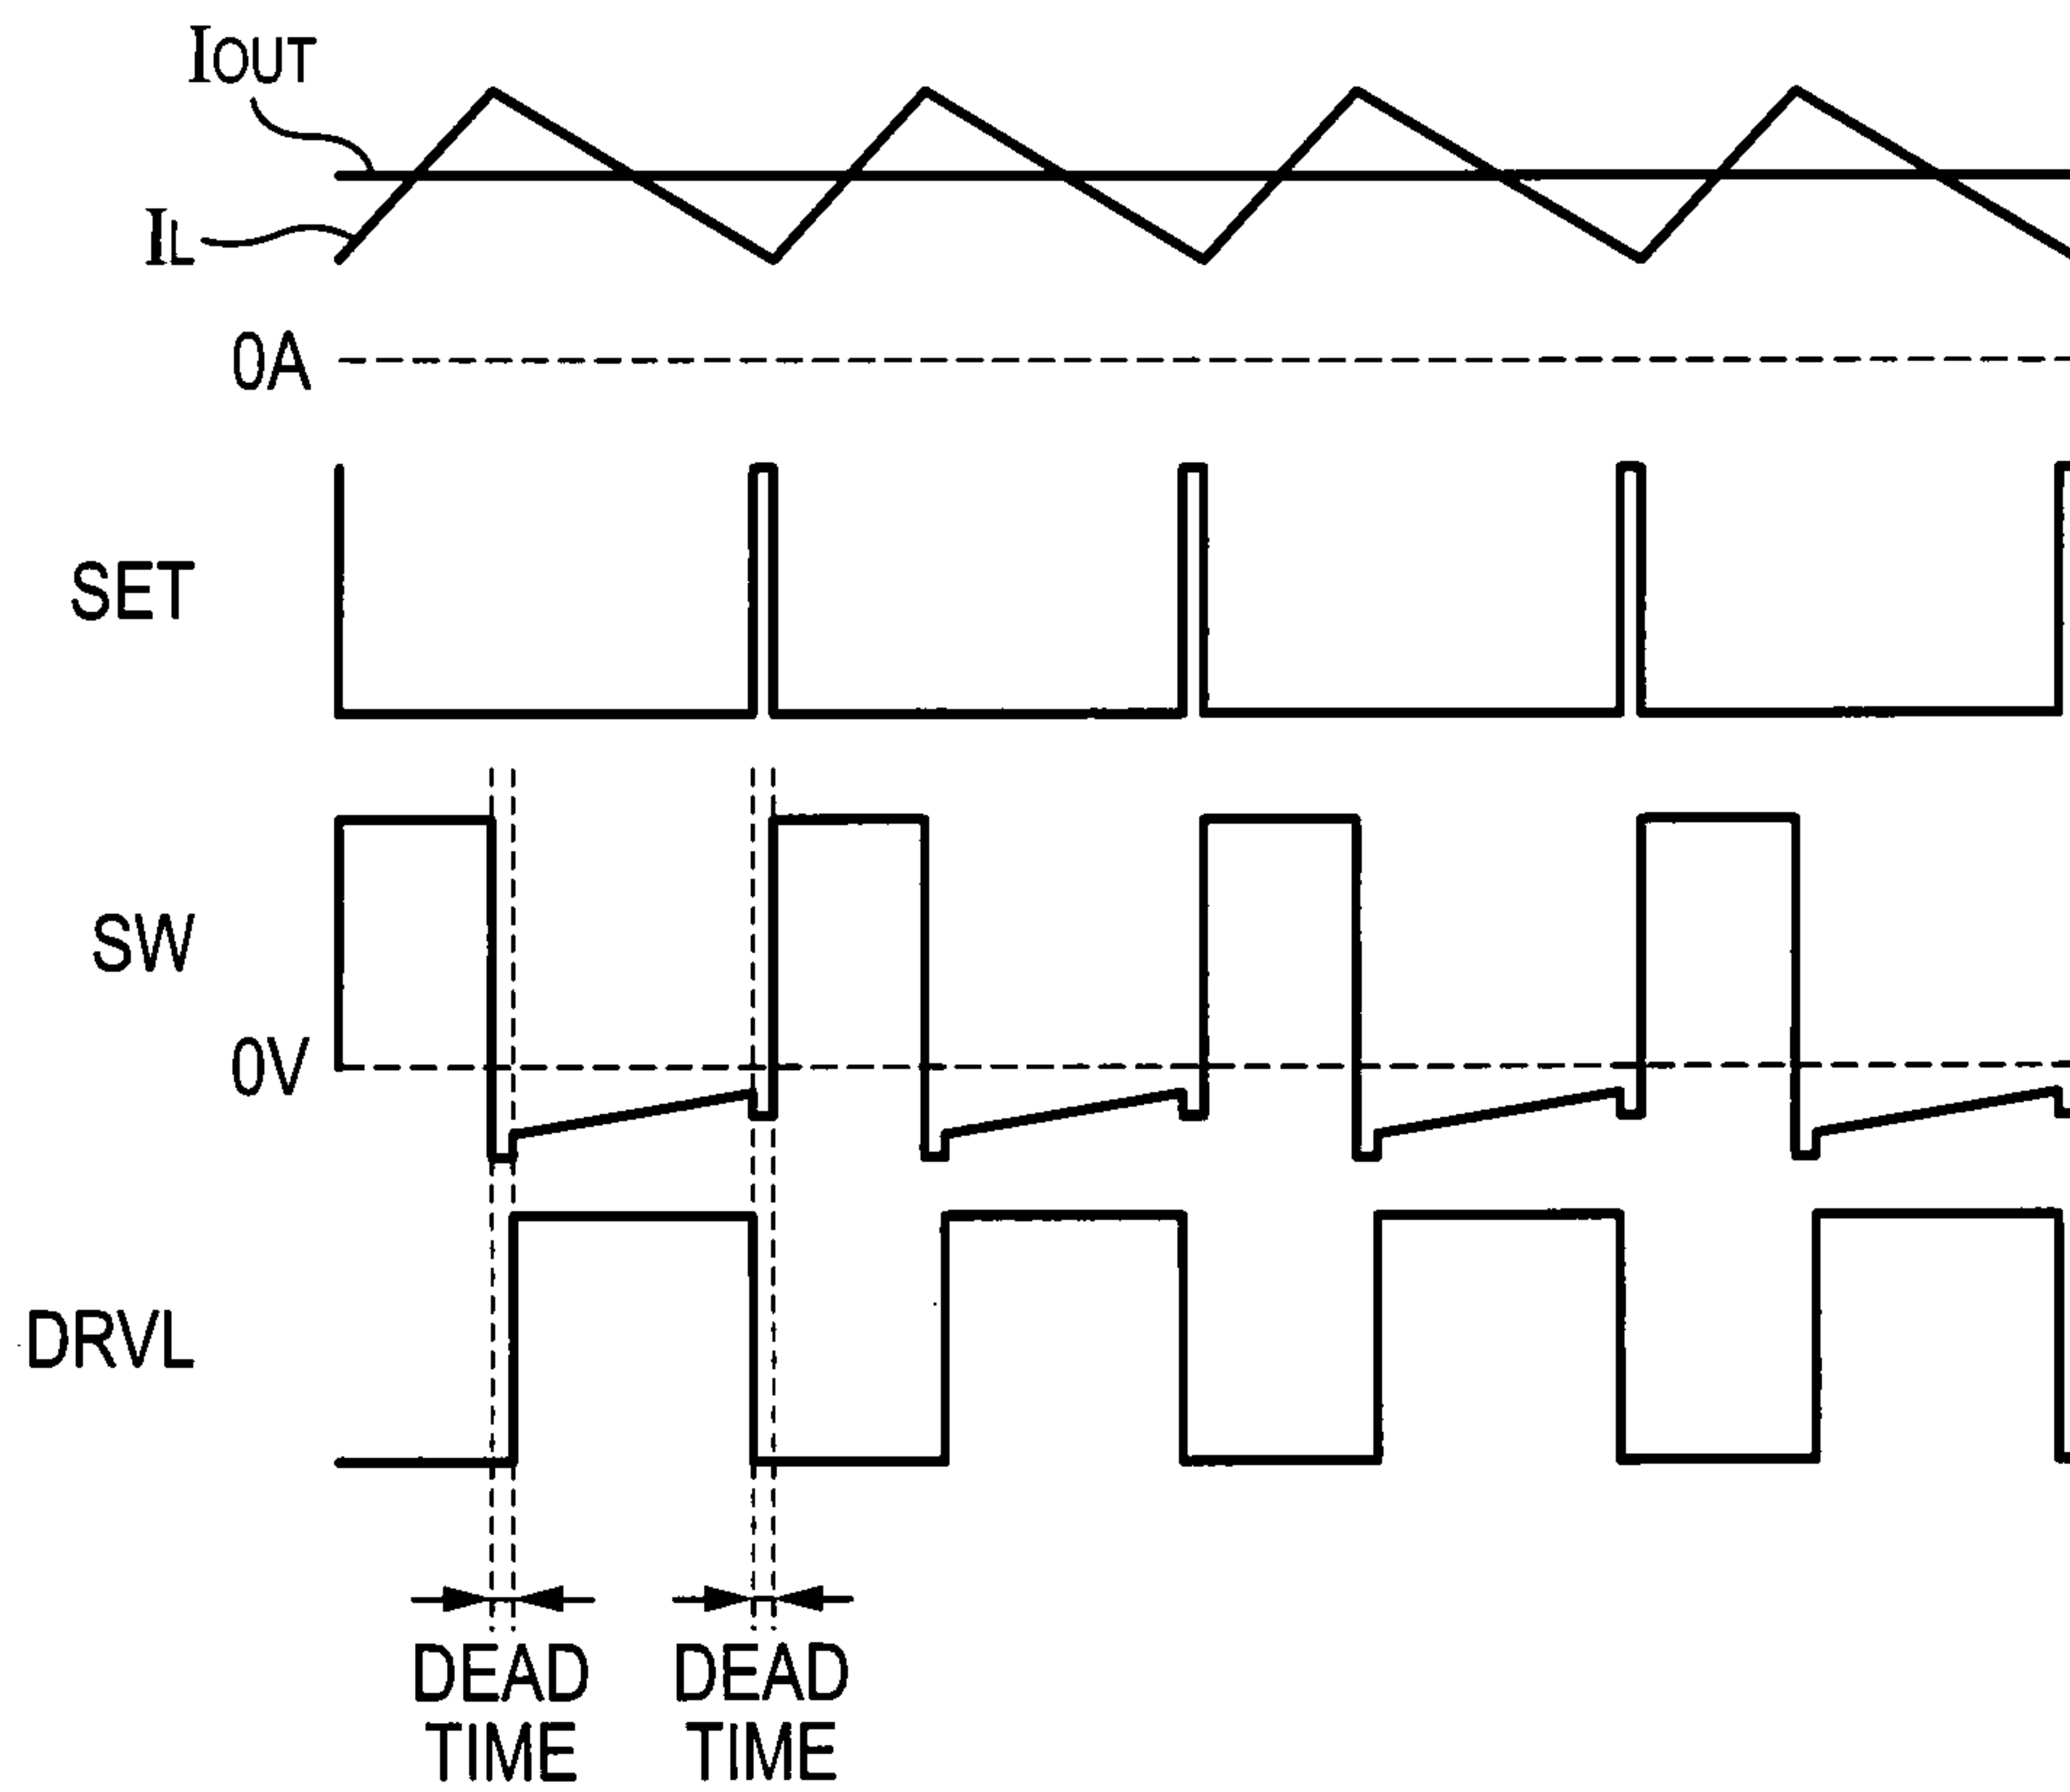 IOUT
IL
0A
SET
SW
0V
DRVL
DEAD TIME
DEAD TIME